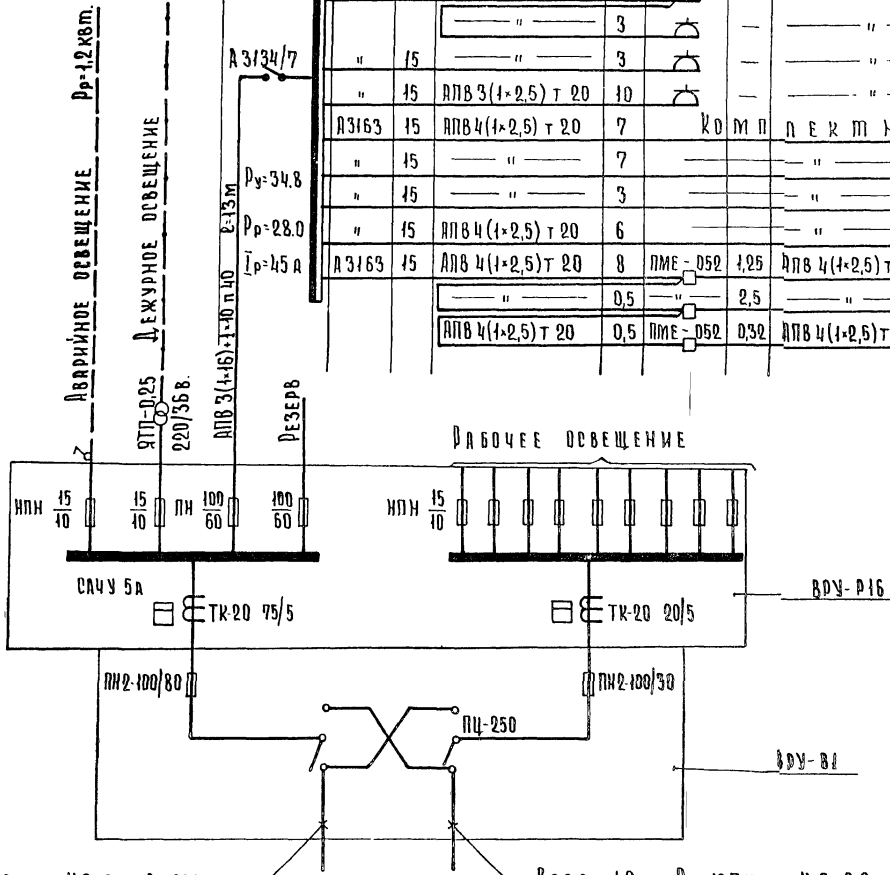 — " — 3 — — "
А3134/7
" 15 — " — 3 — — "
" 15 АПВ 3(1×2,5) т 20 10 — — "
А3163 15 АПВ 4(1×2,5) т 20 7 КОМПЛЕКТН
" 15 — " — 7 — " —
" 15 — " — 3 — " —
" 15 АПВ 4(1×2,5) т 20 6 — " —
А3163 15 АПВ 4(1×2,5) т 20 8 ПМЕ-052 1,25 АПВ 4(1×2,5) т
— " — 0,5 — " — 2,5 — " —
АПВ 4(1×2,5) т 20 0,5 ПМЕ-052 0,32 АПВ 4(1×2,5) т
Ру=34.8
Рр=28.0
Iр=45 А
АВАРИЙНОЕ ОСВЕЩЕНИЕ Рр=1,2квт.
ДЕЖУРНОЕ ОСВЕЩЕНИЕ
ЯТП-0,25
220/36в.
АПВ 3(1×16)+1×10 п 40 ℓ=13м
РЕЗЕРВ
РАБОЧЕЕ ОСВЕЩЕНИЕ
НПН 15/10 15/10 ПН 100/60 100/60 НПН 15/10
САЧУ 5А
ТК-20 75/5 ТК-20 20/5
ВРУ-Р16
ПН2-100/80 ПН2-100/30
ПЦ-250
ВРУ-В1